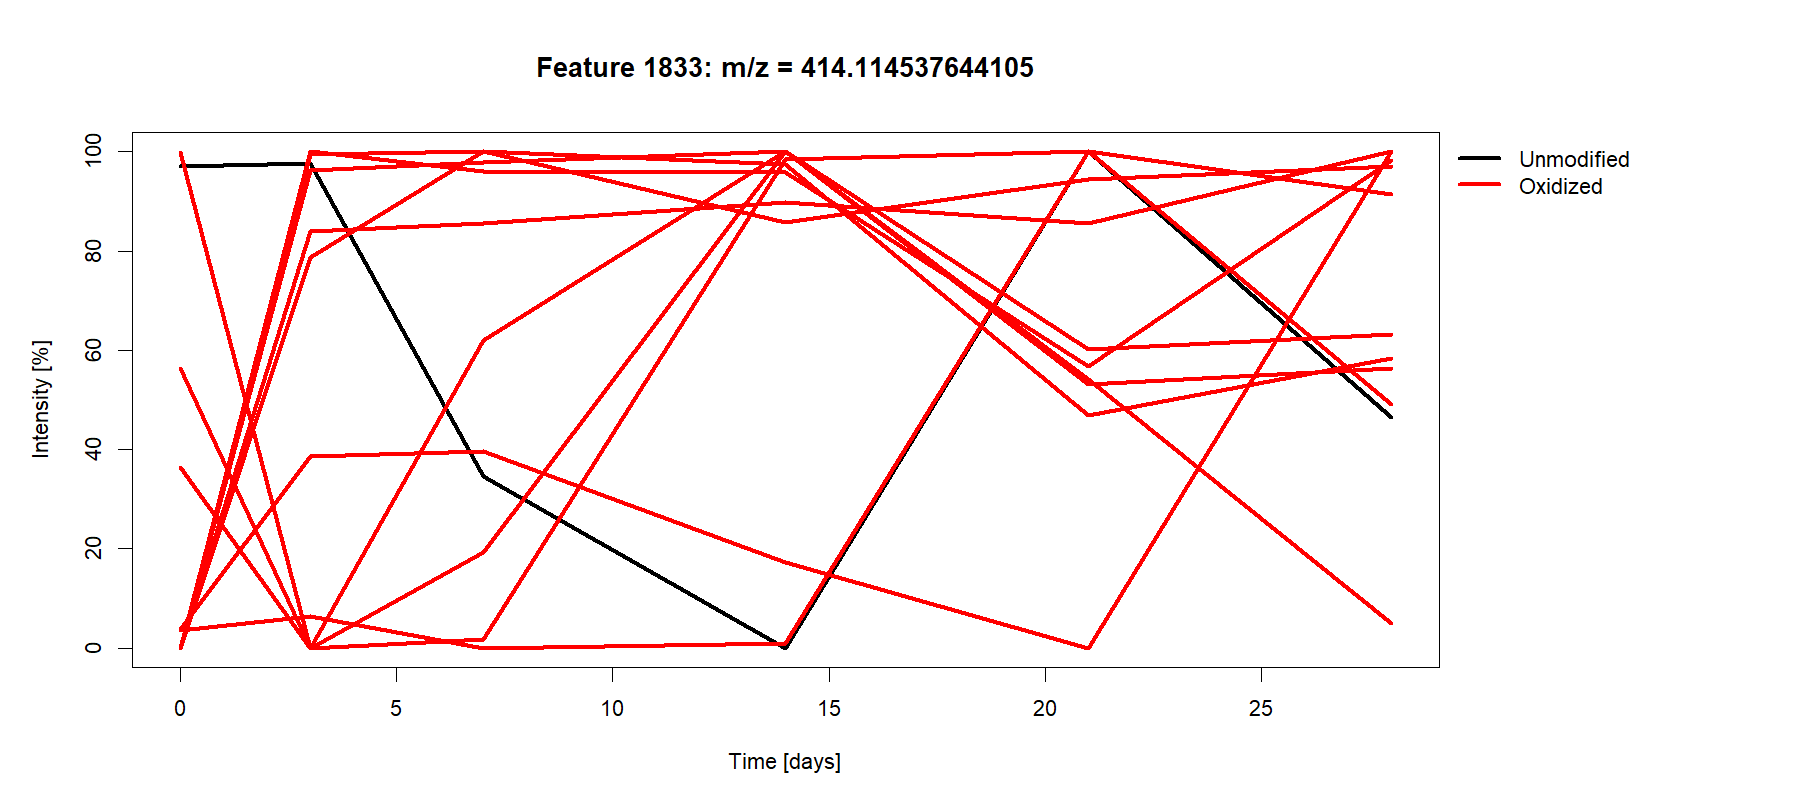 Feature 1833: m/z = 414.114537644105
Unmodified
Oxidized
Intensity [%]
100
80
60
40
20
0
0 5 10 15 20 25
Time [days]